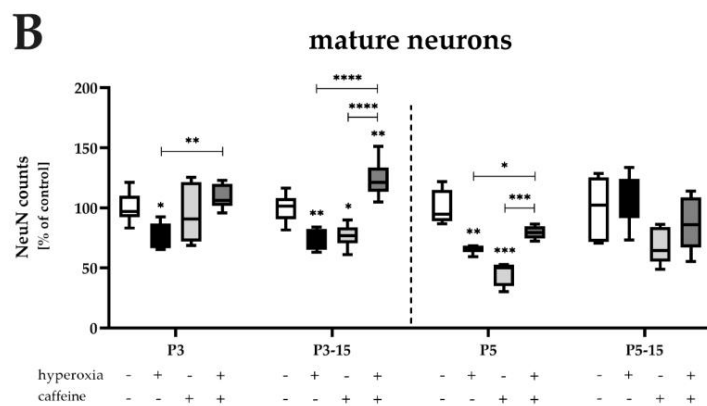 B
mature neurons
NeuN counts
[% of control]
200
150
100
50
0
****
****
**
**
*
**
*
*
***
**
***
P3 P3-15 P5 P5-15
hyperoxia - + - + - + - + - + - + - + - +
caffeine - - + + - - + + - - + + - - + +